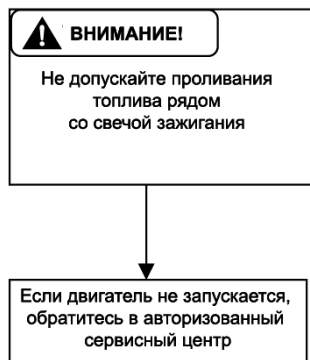 ВНИМАНИЕ!
Не допускайте проливания
топлива рядом
со свечой зажигания
Если двигатель не запускается,
обратитесь в авторизованный
сервисный центр